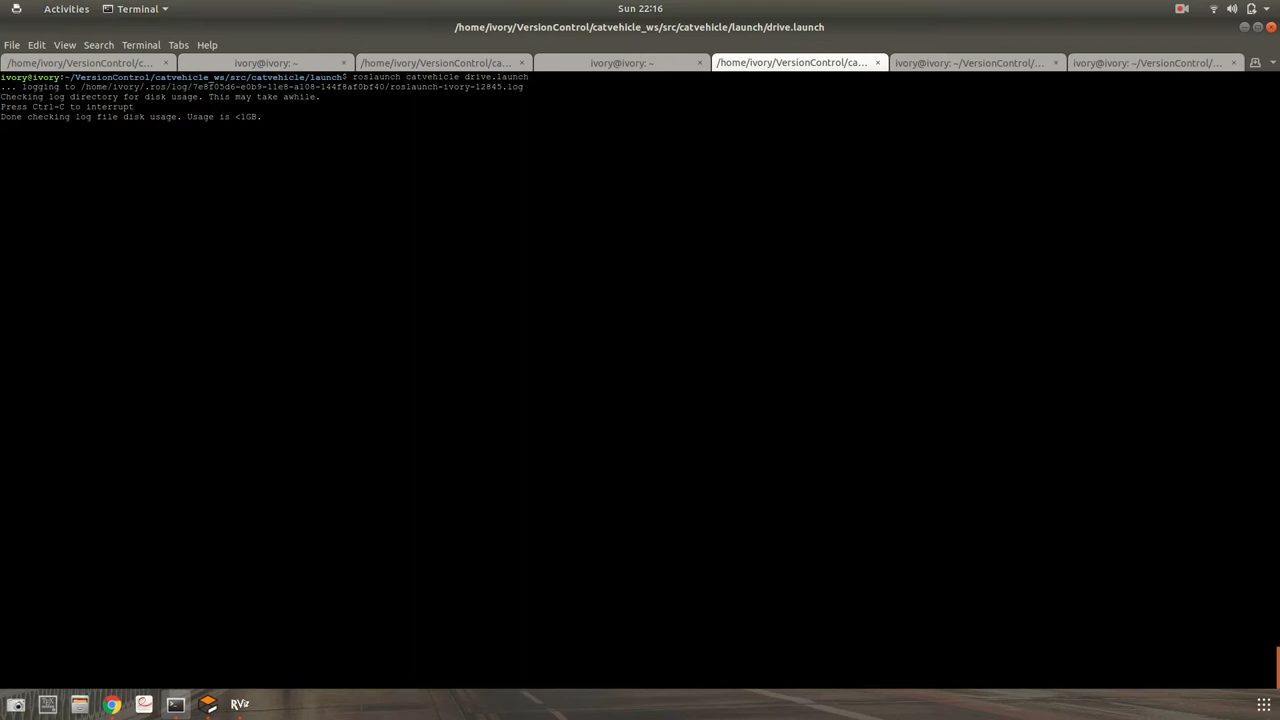 Activities Terminal Sun 22:16
/home/ivory/VersionControl/catvehicle_ws/src/catvehicle/launch/drive.launch
File Edit View Search Terminal Tabs Help
/home/ivory/VersionControl/c... × ivory@ivory: ~ × /home/ivory/VersionControl/ca... × ivory@ivory: ~ × /home/ivory/VersionControl/ca... × ivory@ivory: ~/VersionControl/... × ivory@ivory: ~/VersionControl/... ×
ivory@ivory:~/VersionControl/catvehicle_ws/src/catvehicle/launch$ roslaunch catvehicle drive.launch
... logging to /home/ivory/.ros/log/7e8f05d6-e0b9-11e8-a108-144f8af0bf40/roslaunch-ivory-12845.log
Checking log directory for disk usage. This may take awhile.
Press Ctrl-C to interrupt
Done checking log file disk usage. Usage is <1GB.
RViz